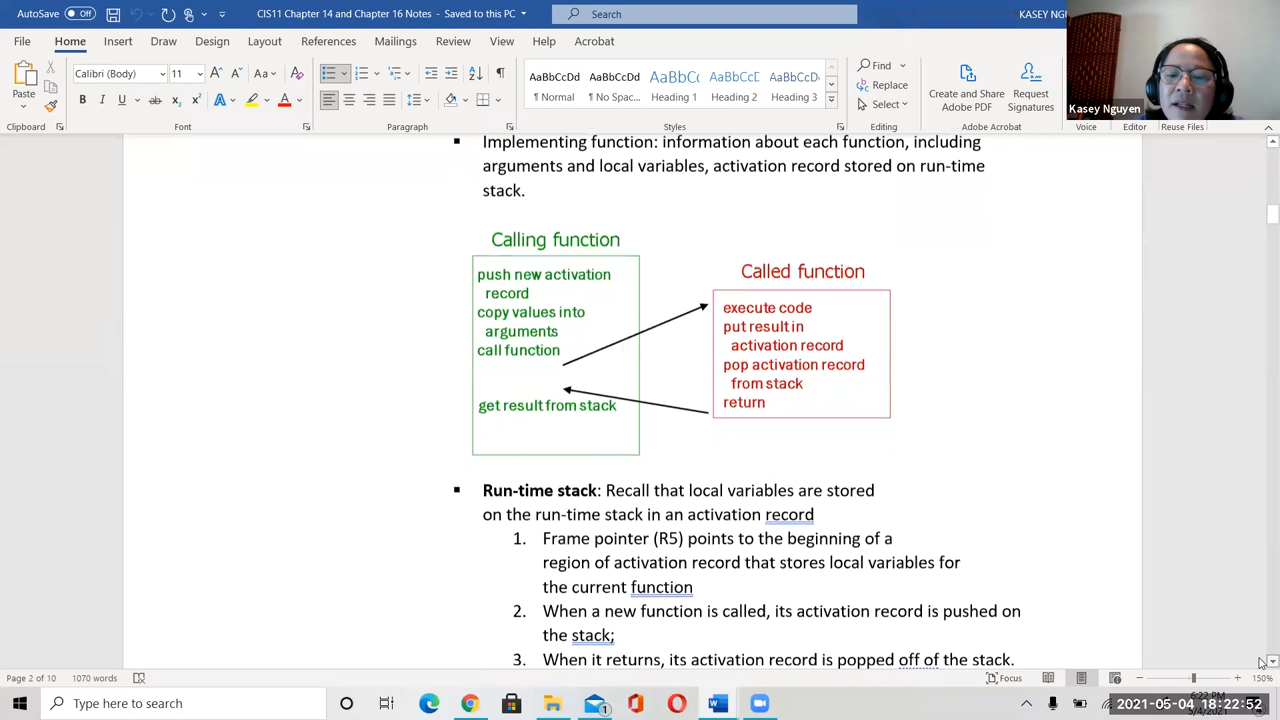 AutoSave Off CIS11 Chapter 14 and Chapter 16 Notes - Saved to this PC Search KASEY NGU
File Home Insert Draw Design Layout References Mailings Review View Help Acrobat
Paste
Clipboard
Calibri (Body) 11
Font
Paragraph
AaBbCcDd AaBbCcDd AaBbC AaBbCcD AaBbCcD
¶ Normal ¶ No Spac... Heading 1 Heading 2 Heading 3
Styles
Find
Replace
Select
Editing
Create and Share
Adobe PDF
Request
Signatures
Adobe Acrobat
Voice Editor Reuse Files
Kasey Nguyen
Implementing function: information about each function, including
arguments and local variables, activation record stored on run-time
stack.
Calling function
push new activation
record
copy values into
arguments
call function
get result from stack
Called function
execute code
put result in
activation record
pop activation record
from stack
return
Run-time stack: Recall that local variables are stored
on the run-time stack in an activation record
1. Frame pointer (R5) points to the beginning of a
region of activation record that stores local variables for
the current function
2. When a new function is called, its activation record is pushed on
the stack;
3. When it returns, its activation record is popped off of the stack.
Page 2 of 10 1070 words Focus 150%
Type here to search
6:22 PM
2021-05-04 18:22:52